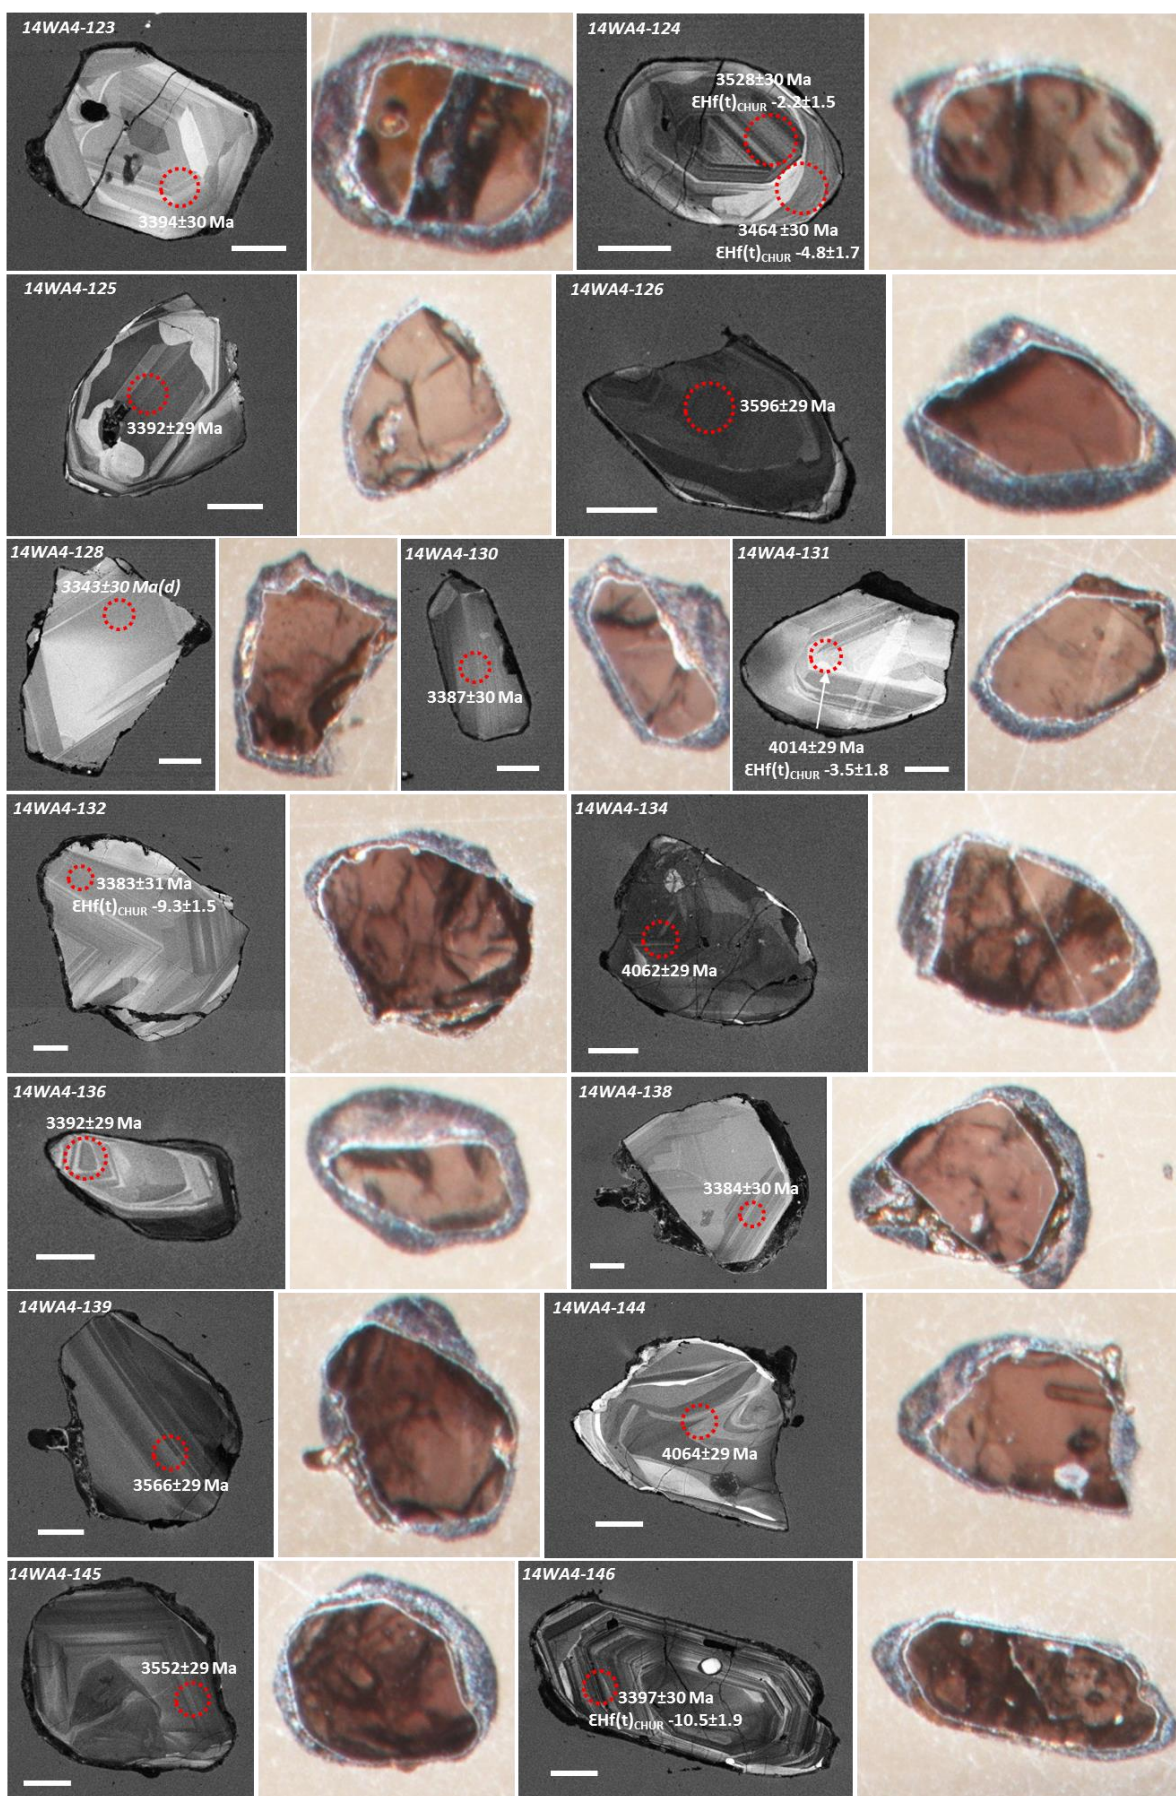 14WA4-123
3394±30 Ma
14WA4-124
3528±30 Ma
ƐHf(t)CHUR -2.2±1.5
3464±30 Ma
ƐHf(t)CHUR -4.8±1.7
14WA4-125
3392±29 Ma
14WA4-126
3596±29 Ma
14WA4-128
3343±30 Ma(d)
14WA4-130
3387±30 Ma
14WA4-131
4014±29 Ma
ƐHf(t)CHUR -3.5±1.8
14WA4-132
3383±31 Ma
ƐHf(t)CHUR -9.3±1.5
14WA4-134
4062±29 Ma
14WA4-136
3392±29 Ma
14WA4-138
3384±30 Ma
14WA4-139
3566±29 Ma
14WA4-144
4064±29 Ma
14WA4-145
3552±29 Ma
14WA4-146
3397±30 Ma
ƐHf(t)CHUR -10.5±1.9